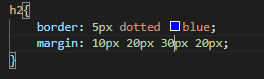 h2{
border: 5px dotted blue;
margin: 10px 20px 30px 20px;
}